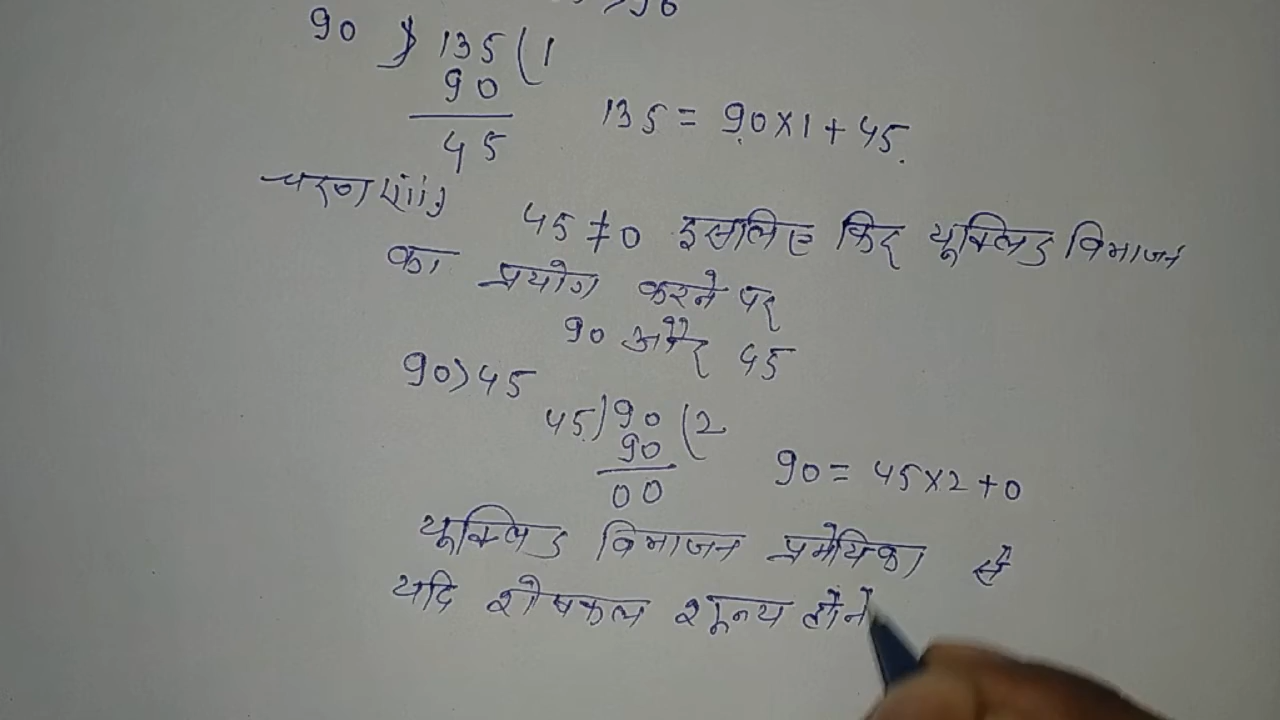 90 ) 135 ( 1
90
45
135 = 90×1 + 45.
चरण (iii)
45 ≠ 0 इसलिए फिर यूक्लिड विभाजन
का प्रयोग करने पर
90 और 45
90 > 45
45 ) 90 ( 2
90
00
90 = 45×2 + 0
यूक्लिड विभाजन प्रमेयिका से
यदि शेषफल शून्य होने